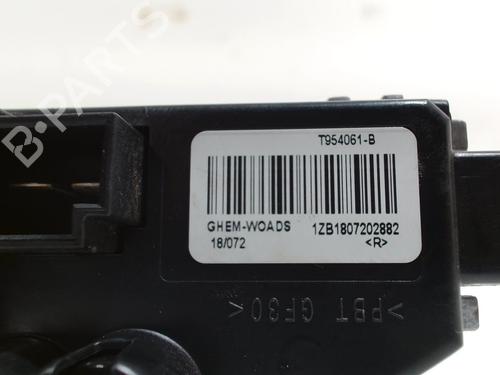 B-PARTS
T954061-B
GHEM-WOADS
1ZB1807202882
18/072
<R>
>PBT GF30<